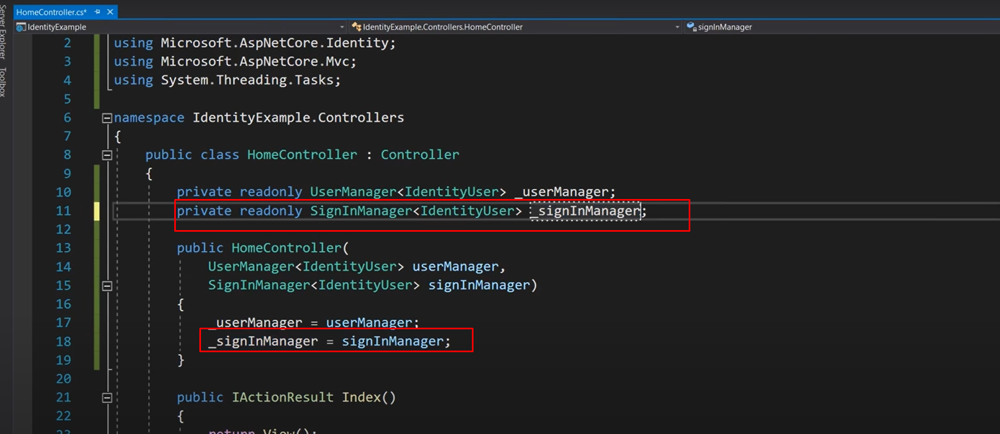 HomeController.cs*
Server Explorer
Toolbox
IdentityExample
IdentityExample.Controllers.HomeController
signInManager
2 using Microsoft.AspNetCore.Identity;
3 using Microsoft.AspNetCore.Mvc;
4 using System.Threading.Tasks;
5
6 namespace IdentityExample.Controllers
7 {
8 public class HomeController : Controller
9 {
10 private readonly UserManager<IdentityUser> _userManager;
11 private readonly SignInManager<IdentityUser> _signInManager;
12
13 public HomeController(
14 UserManager<IdentityUser> userManager,
15 SignInManager<IdentityUser> signInManager)
16 {
17 _userManager = userManager;
18 _signInManager = signInManager;
19 }
20
21 public IActionResult Index()
22 {
23 return View();